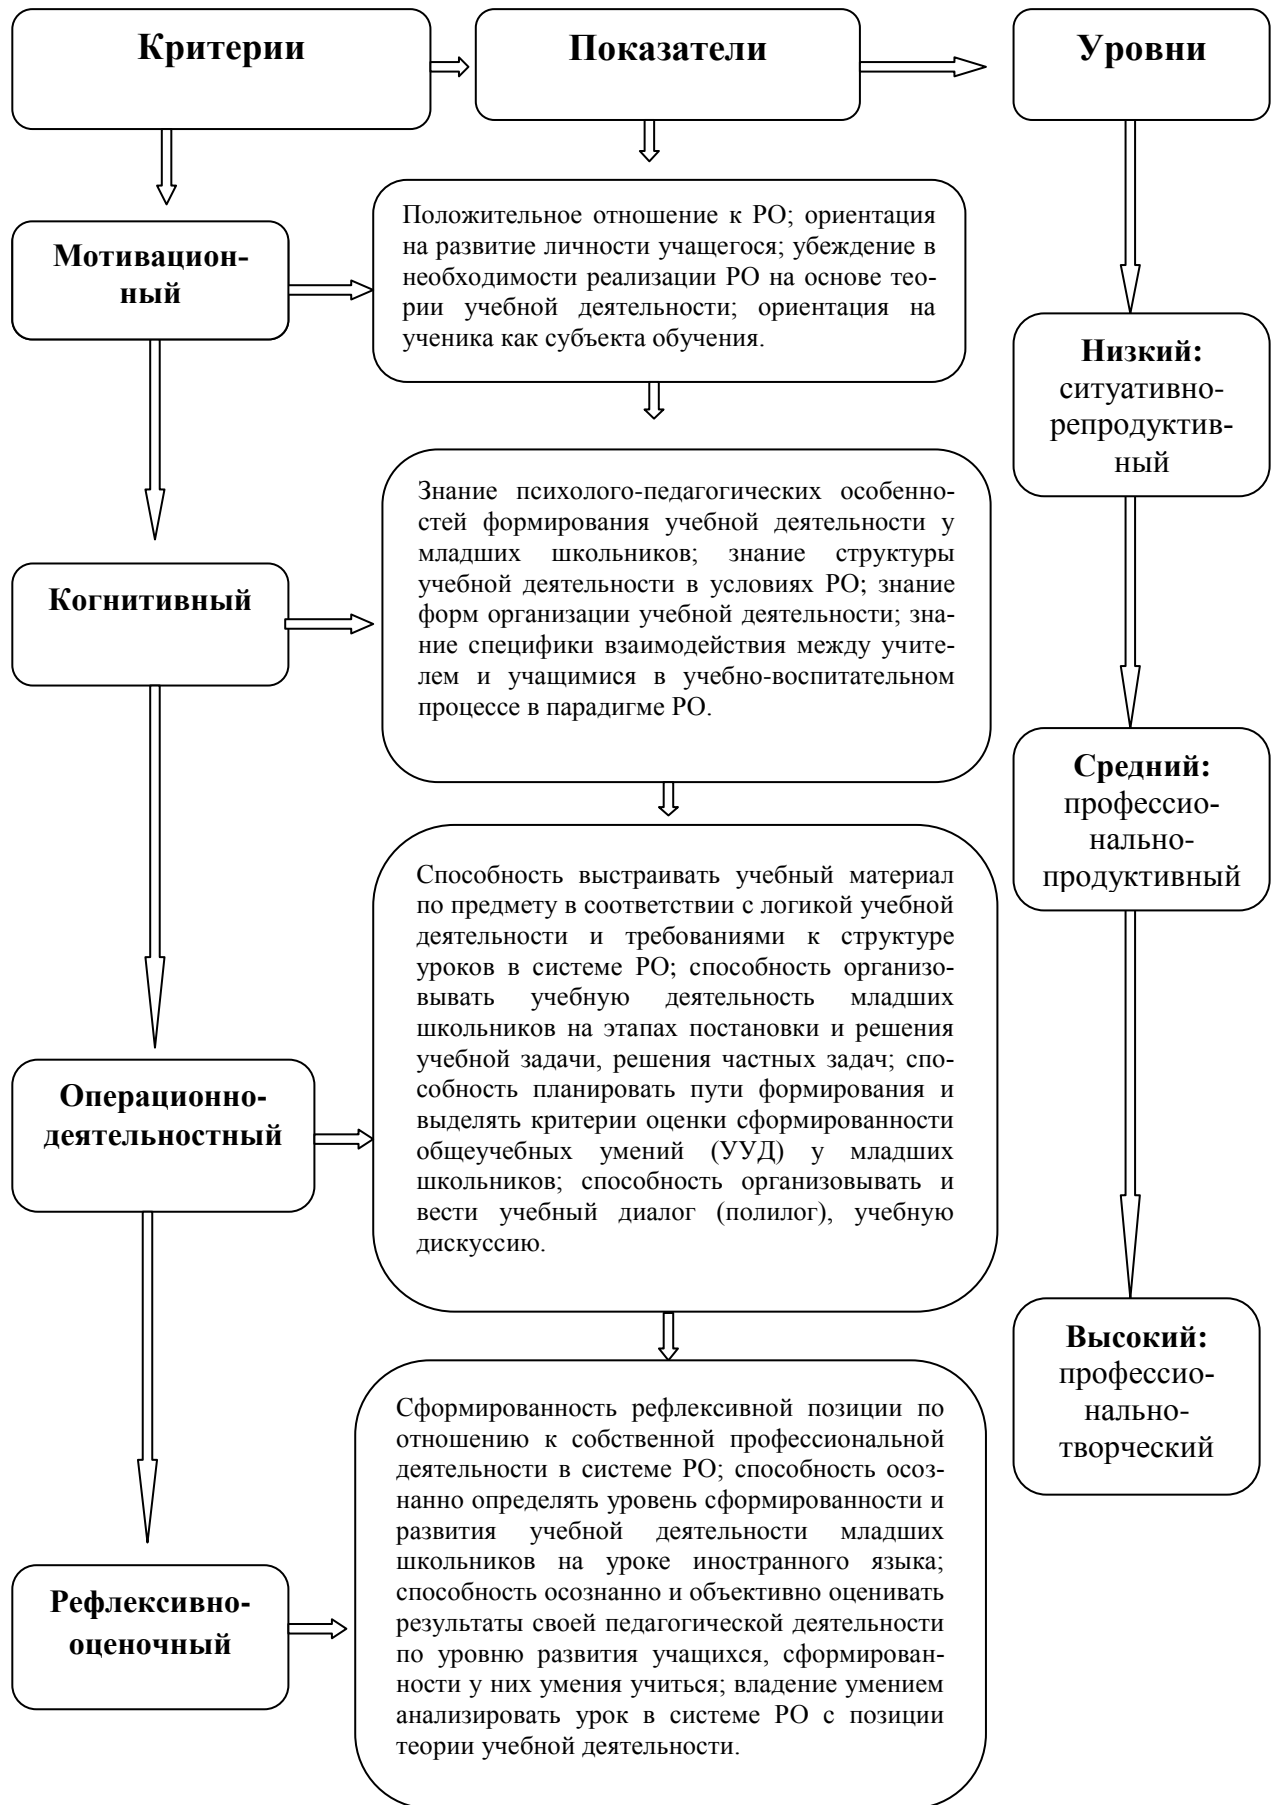 Критерии
Показатели
Уровни
Мотивацион-
ный
Положительное отношение к РО; ориентация
на развитие личности учащегося; убеждение в
необходимости реализации РО на основе тео-
рии учебной деятельности; ориентация на
ученика как субъекта обучения.
Низкий:
ситуативно-
репродуктив-
ный
Когнитивный
Знание психолого-педагогических особенно-
стей формирования учебной деятельности у
младших школьников; знание структуры
учебной деятельности в условиях РО; знание
форм организации учебной деятельности; зна-
ние специфики взаимодействия между учите-
лем и учащимися в учебно-воспитательном
процессе в парадигме РО.
Средний:
профессио-
нально-
продуктивный
Операционно-
деятельностный
Способность выстраивать учебный материал
по предмету в соответствии с логикой учебной
деятельности и требованиями к структуре
уроков в системе РО; способность организо-
вывать учебную деятельность младших
школьников на этапах постановки и решения
учебной задачи, решения частных задач; спо-
собность планировать пути формирования и
выделять критерии оценки сформированности
общеучебных умений (УУД) у младших
школьников; способность организовывать и
вести учебный диалог (полилог), учебную
дискуссию.
Высокий:
профессио-
нально-
творческий
Рефлексивно-
оценочный
Сформированность рефлексивной позиции по
отношению к собственной профессиональной
деятельности в системе РО; способность осоз-
нанно определять уровень сформированности и
развития учебной деятельности младших
школьников на уроке иностранного языка;
способность осознанно и объективно оценивать
результаты своей педагогической деятельности
по уровню развития учащихся, сформирован-
ности у них умения учиться; владение умением
анализировать урок в системе РО с позиции
теории учебной деятельности.